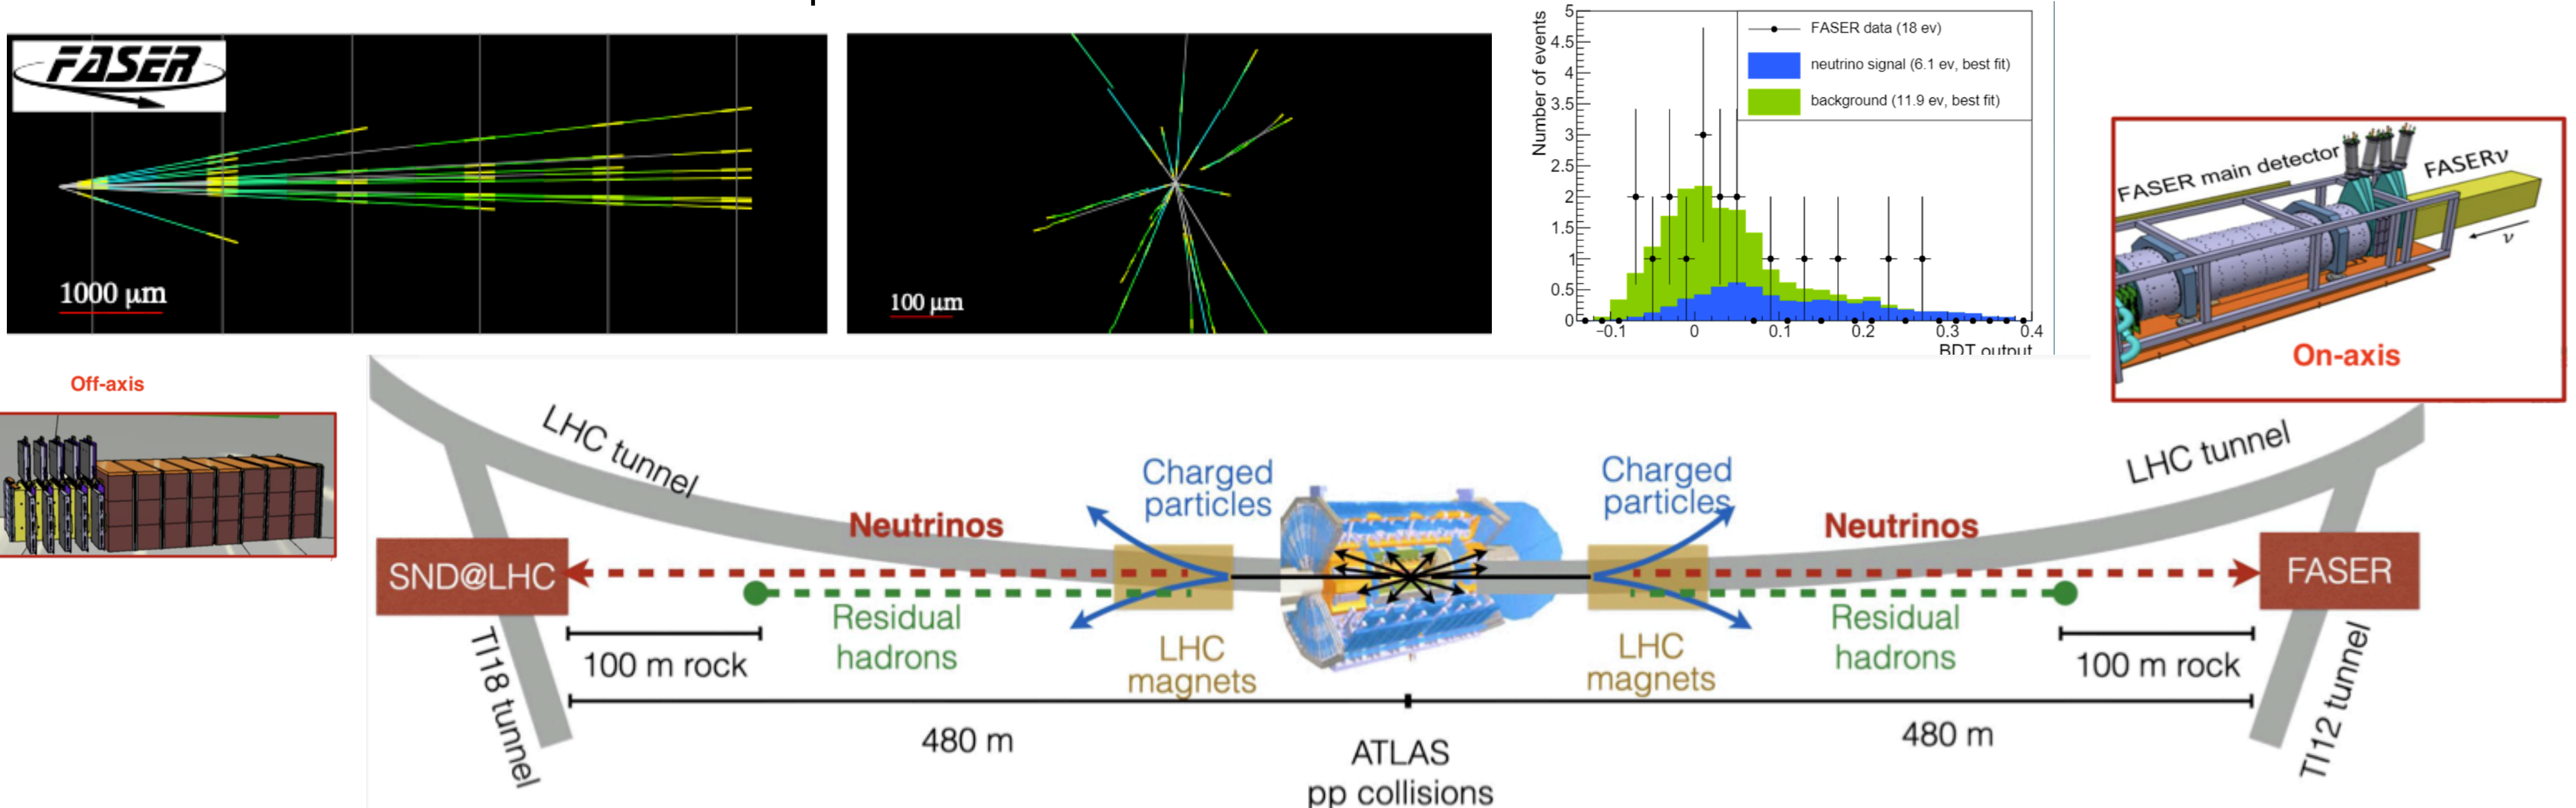 FASER
1000 μm
100 μm
Number of events
5
4.5
4
3.5
3
2.5
2
1.5
1
0.5
0
−0.1
0
0.1
0.2
0.3
0.4
BDT output
FASER data (18 ev)
neutrino signal (6.1 ev, best fit)
background (11.9 ev, best fit)
FASER main detector
FASERν
ν
On-axis
Off-axis
LHC tunnel
LHC tunnel
Charged
particles
Charged
particles
Neutrinos
Neutrinos
SND@LHC
FASER
Residual
hadrons
Residual
hadrons
100 m rock
100 m rock
LHC
magnets
LHC
magnets
TI18 tunnel
TI12 tunnel
480 m
480 m
ATLAS
pp collisions